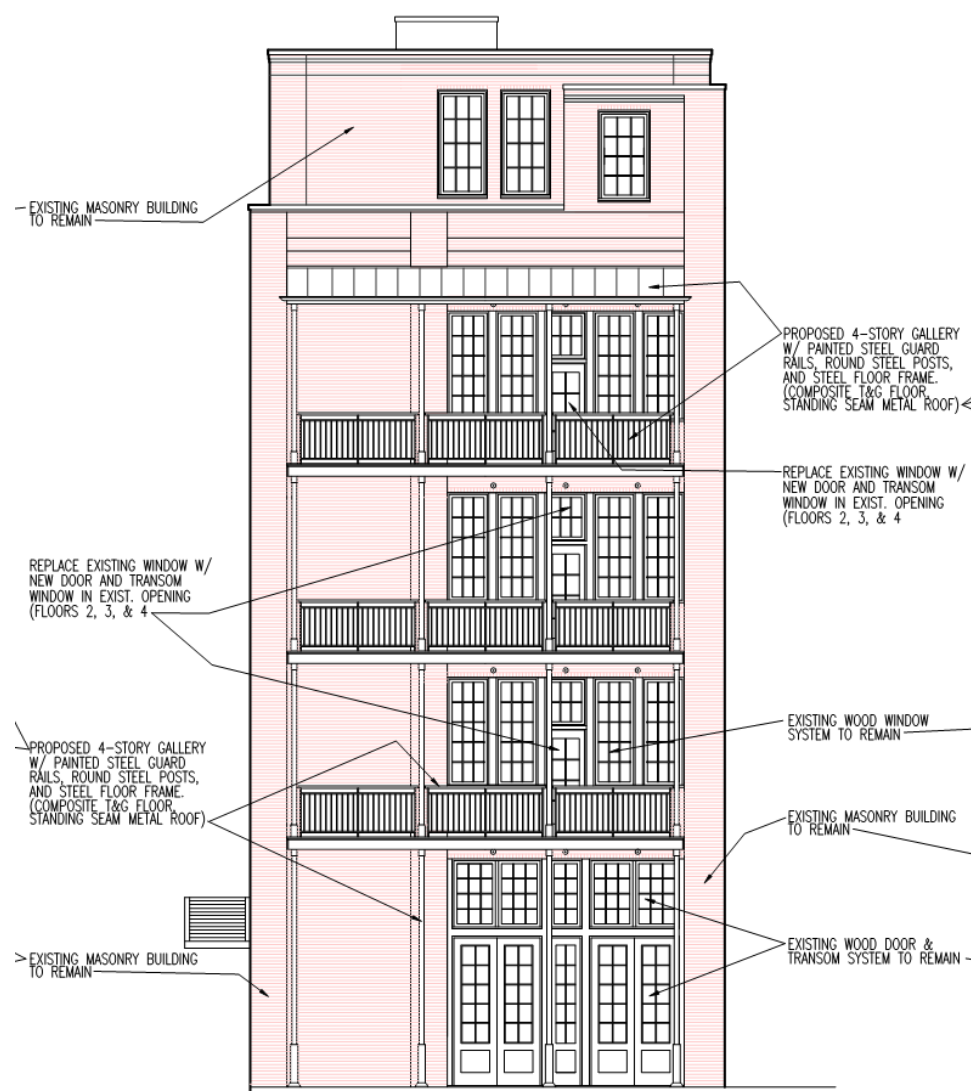 EXISTING MASONRY BUILDING
TO REMAIN
PROPOSED 4-STORY GALLERY
W/ PAINTED STEEL GUARD
RAILS, ROUND STEEL POSTS,
AND STEEL FLOOR FRAME.
(COMPOSITE T&G FLOOR,
STANDING SEAM METAL ROOF)
REPLACE EXISTING WINDOW W/
NEW DOOR AND TRANSOM
WINDOW IN EXIST. OPENING
(FLOORS 2, 3, & 4
REPLACE EXISTING WINDOW W/
NEW DOOR AND TRANSOM
WINDOW IN EXIST. OPENING
(FLOORS 2, 3, & 4
EXISTING WOOD WINDOW
SYSTEM TO REMAIN
PROPOSED 4-STORY GALLERY
W/ PAINTED STEEL GUARD
RAILS, ROUND STEEL POSTS,
AND STEEL FLOOR FRAME.
(COMPOSITE T&G FLOOR,
STANDING SEAM METAL ROOF)
EXISTING MASONRY BUILDING
TO REMAIN
EXISTING WOOD DOOR &
TRANSOM SYSTEM TO REMAIN
EXISTING MASONRY BUILDING
TO REMAIN